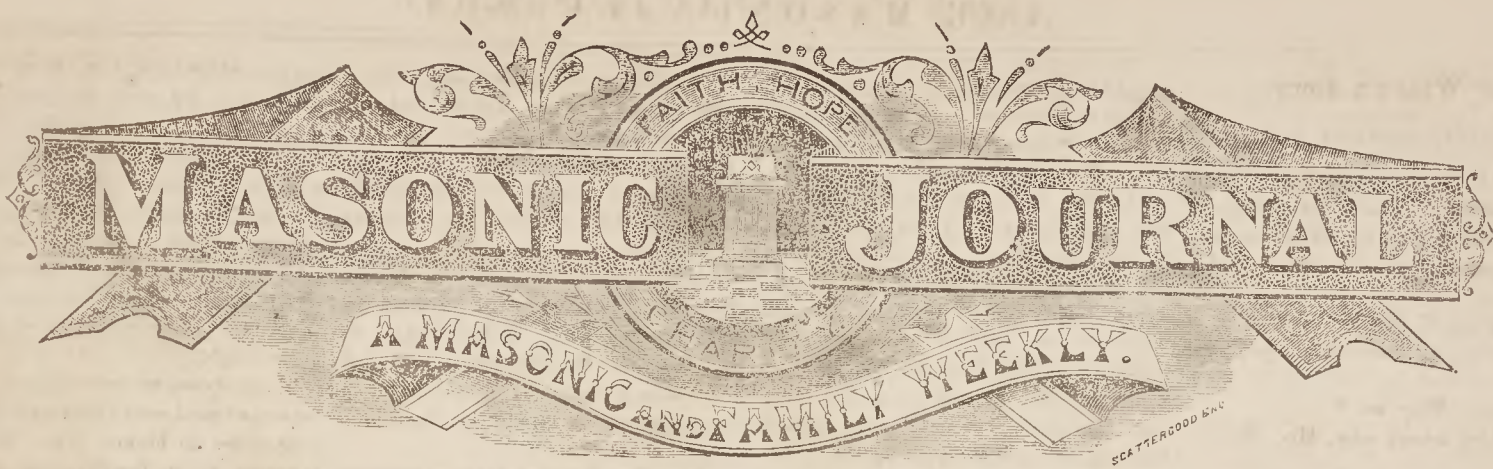 FAITH, HOPE
MASONIC JOURNAL
CHARITY
A MASONIC AND FAMILY WEEKLY.
SCATTERGOOD ENG